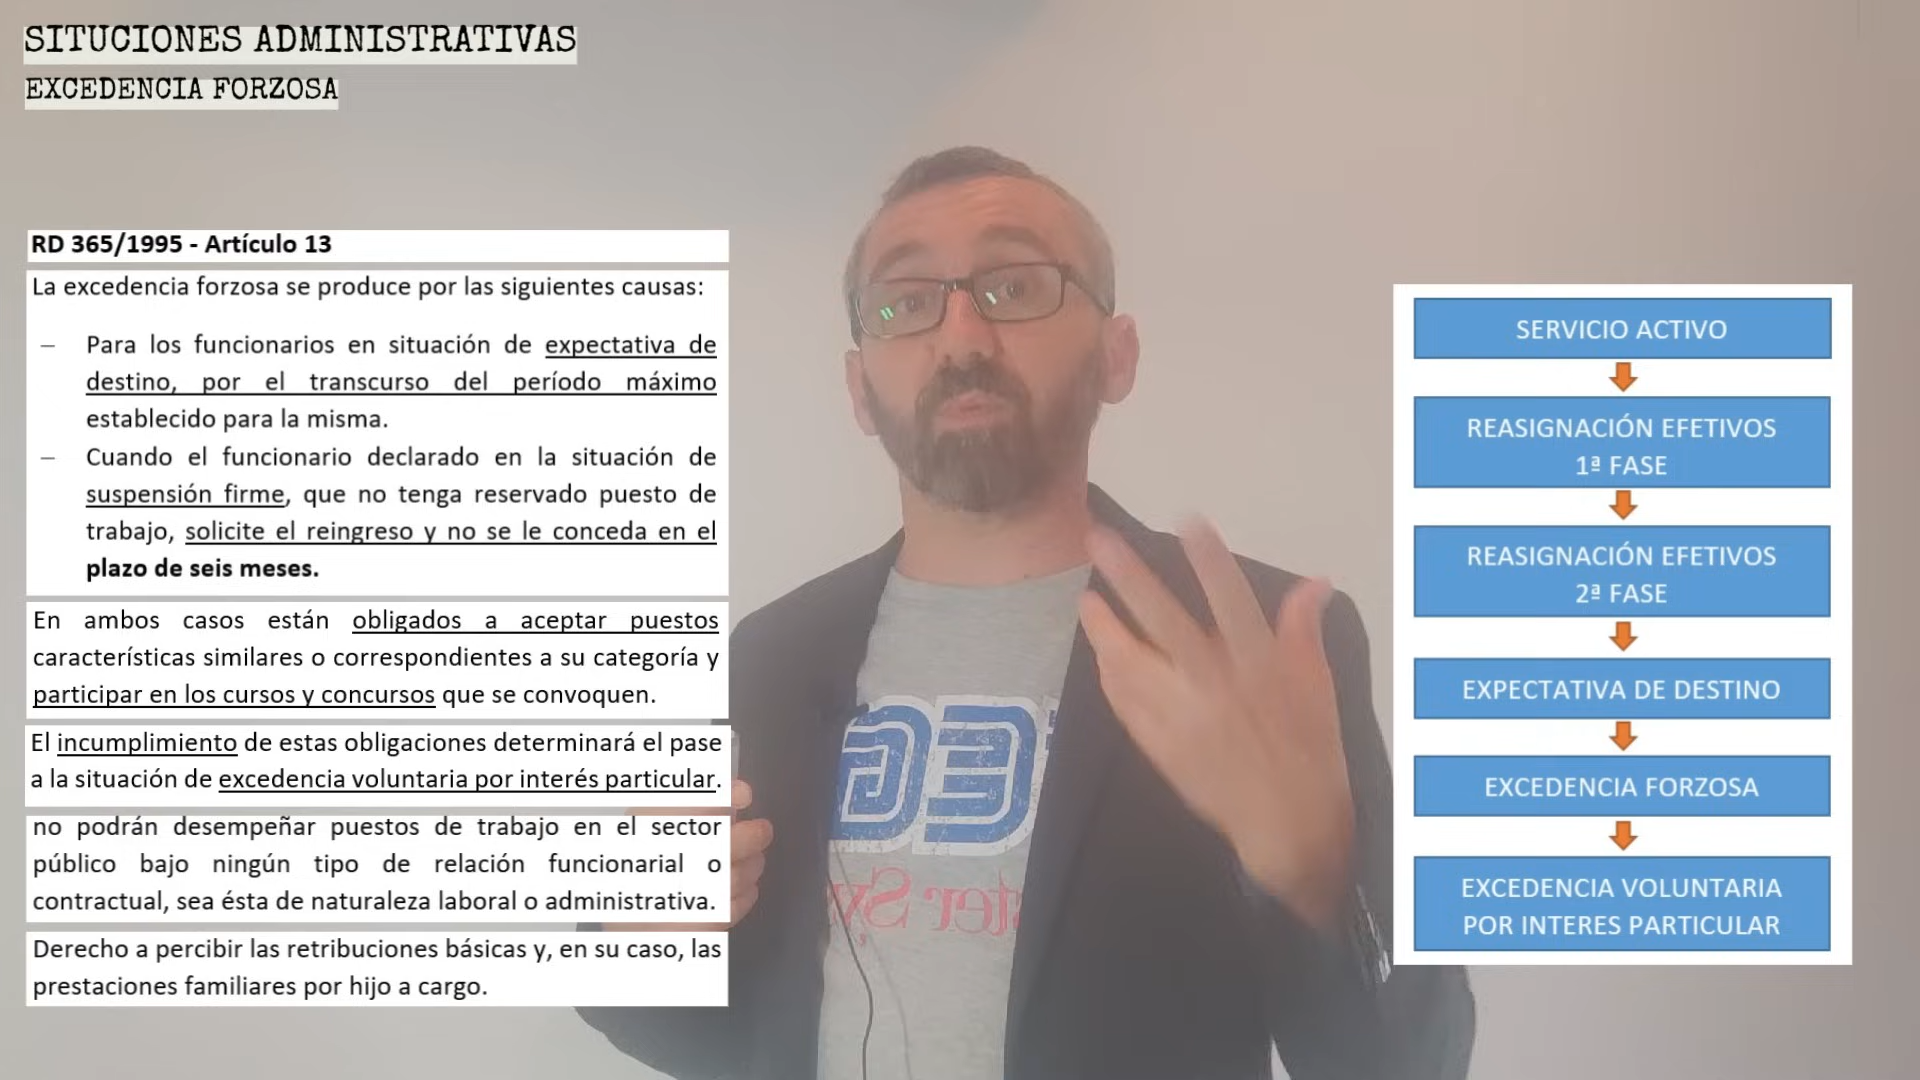 SITUCIONES ADMINISTRATIVAS
EXCEDENCIA FORZOSA
RD 365/1995 - Artículo 13
La excedencia forzosa se produce por las siguientes causas:
– Para los funcionarios en situación de expectativa de
destino, por el transcurso del período máximo
establecido para la misma.
– Cuando el funcionario declarado en la situación de
suspensión firme, que no tenga reservado puesto de
trabajo, solicite el reingreso y no se le conceda en el
plazo de seis meses.
En ambos casos están obligados a aceptar puestos
características similares o correspondientes a su categoría y
participar en los cursos y concursos que se convoquen.
El incumplimiento de estas obligaciones determinará el pase
a la situación de excedencia voluntaria por interés particular.
no podrán desempeñar puestos de trabajo en el sector
público bajo ningún tipo de relación funcionarial o
contractual, sea ésta de naturaleza laboral o administrativa.
Derecho a percibir las retribuciones básicas y, en su caso, las
prestaciones familiares por hijo a cargo.
SERVICIO ACTIVO
REASIGNACIÓN EFETIVOS
1ª FASE
REASIGNACIÓN EFETIVOS
2ª FASE
EXPECTATIVA DE DESTINO
EXCEDENCIA FORZOSA
EXCEDENCIA VOLUNTARIA
POR INTERES PARTICULAR